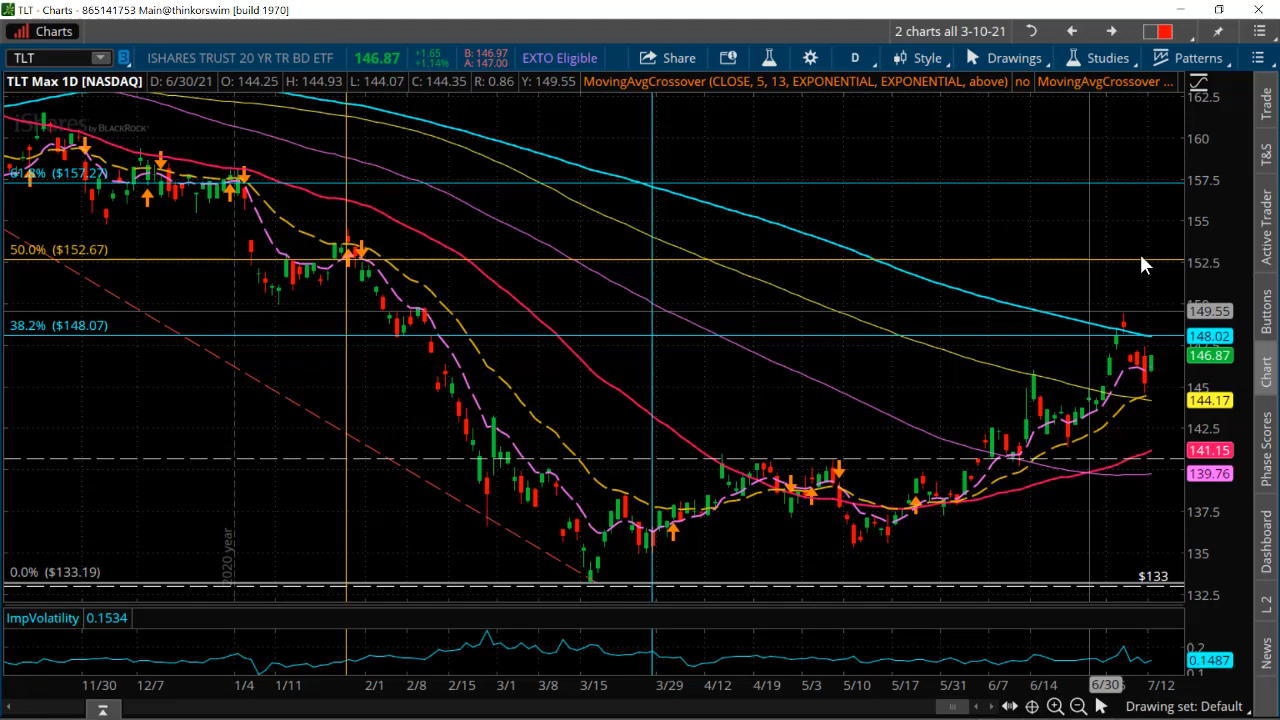 TLT - Charts - 865141753 Main@thinkorswim [build 1970]
Charts
2 charts all 3-10-21
TLT
3
ISHARES TRUST 20 YR TR BD ETF
146.87
+1.65
+1.14%
B: 146.97
A: 147.00
EXTO Eligible
Share
D
Style
Drawings
Studies
Patterns
TLT Max 1D [NASDAQ] D: 6/30/21 O: 144.25 H: 144.93 L: 144.07 C: 144.35 R: 0.86 Y: 149.55 MovingAvgCrossover (CLOSE, 5, 13, EXPONENTIAL, EXPONENTIAL, above) no MovingAvgCrossover ...
iShares by BLACKROCK
61.8% ($157.27)
50.0% ($152.67)
38.2% ($148.07)
0.0% ($133.19)
2020 year
$133
162.5
160
157.5
155
152.5
149.55
148.02
146.87
145
144.17
142.5
141.15
139.76
137.5
135
132.5
ImpVolatility 0.1534
0.2
0.1487
0.1
11/30 12/7 1/4 1/11 2/1 2/8 2/15 3/1 3/8 3/15 3/29 4/12 4/19 5/3 5/10 5/17 5/31 6/7 6/14 6/30 7/12
Drawing set: Default
Trade
T&S
Active Trader
Buttons
Chart
Phase Scores
Dashboard
L 2
News